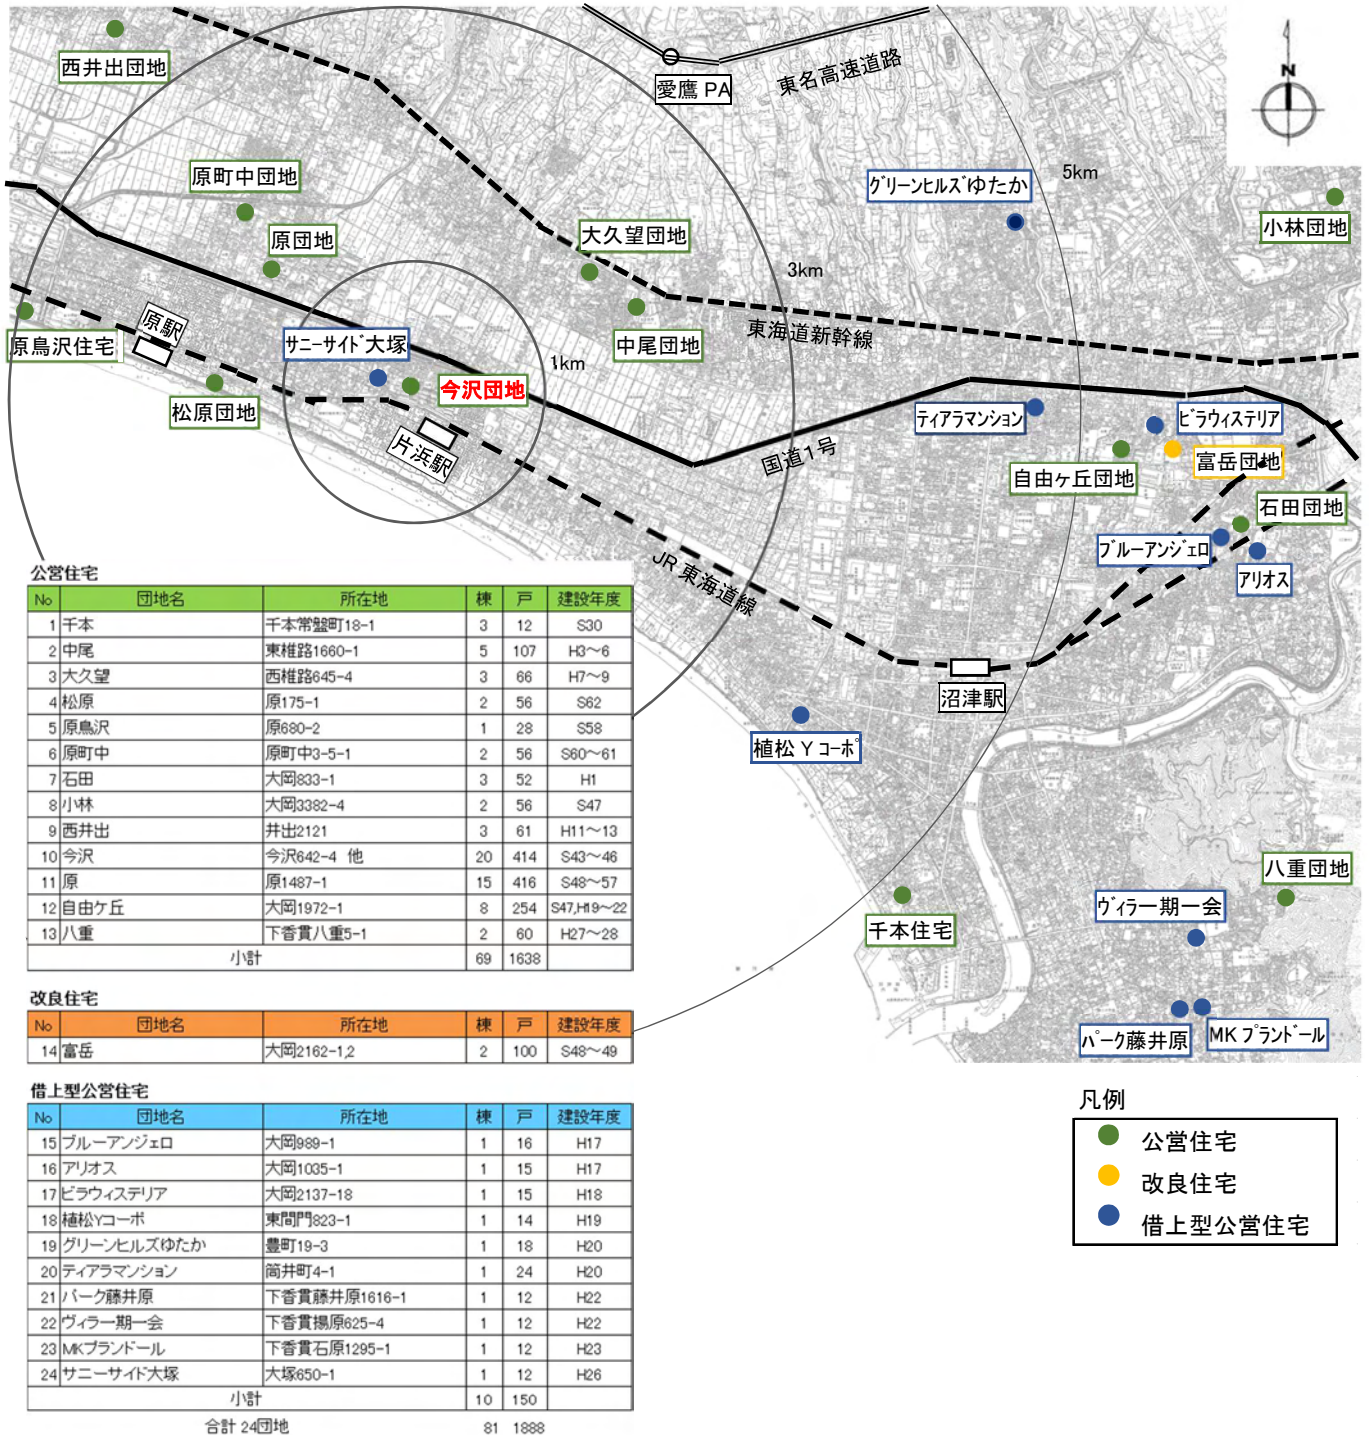 西井出団地
愛鷹 PA
東名高速道路
N
原町中団地
グリーンヒルズゆたか
5km
小林団地
原団地
大久望団地
3km
原鳥沢住宅
原駅
サニーサイド大塚
中尾団地
東海道新幹線
1km
今沢団地
松原団地
片浜駅
ティアラマンション
ビラウィステリア
国道1号
自由ヶ丘団地
富岳団地
石田団地
ブルーアンジェロ
アリオス
JR 東海道線
沼津駅
植松 Y コーポ
八重団地
ヴィラ一期一会
千本住宅
パーク藤井原
MK プランドール
公営住宅
No 団地名 所在地 棟 戸 建設年度
1 千本 千本常盤町18-1 3 12 S30
2 中尾 東椎路1660-1 5 107 H3～6
3 大久望 西椎路645-4 3 66 H7～9
4 松原 原175-1 2 56 S62
5 原鳥沢 原680-2 1 28 S58
6 原町中 原町中3-5-1 2 56 S60～61
7 石田 大岡833-1 3 52 H1
8 小林 大岡3382-4 2 56 S47
9 西井出 井出2121 3 61 H11～13
10 今沢 今沢642-4 他 20 414 S43～46
11 原 原1487-1 15 416 S48～57
12 自由ケ丘 大岡1972-1 8 254 S47,H19～22
13 八重 下香貫八重5-1 2 60 H27～28
小計 69 1638
改良住宅
No 団地名 所在地 棟 戸 建設年度
14 富岳 大岡2162-1,2 2 100 S48～49
借上型公営住宅
No 団地名 所在地 棟 戸 建設年度
15 ブルーアンジェロ 大岡989-1 1 16 H17
16 アリオス 大岡1035-1 1 15 H17
17 ビラウィステリア 大岡2137-18 1 15 H18
18 植松Yコーポ 東間門823-1 1 14 H19
19 グリーンヒルズゆたか 豊町19-3 1 18 H20
20 ティアラマンション 筒井町4-1 1 24 H20
21 パーク藤井原 下香貫藤井原1616-1 1 12 H22
22 ヴィラ一期一会 下香貫楊原625-4 1 12 H22
23 MKプランドール 下香貫石原1295-1 1 12 H23
24 サニーサイド大塚 大塚650-1 1 12 H26
小計 10 150
合計 24団地 81 1888
凡例
公営住宅
改良住宅
借上型公営住宅